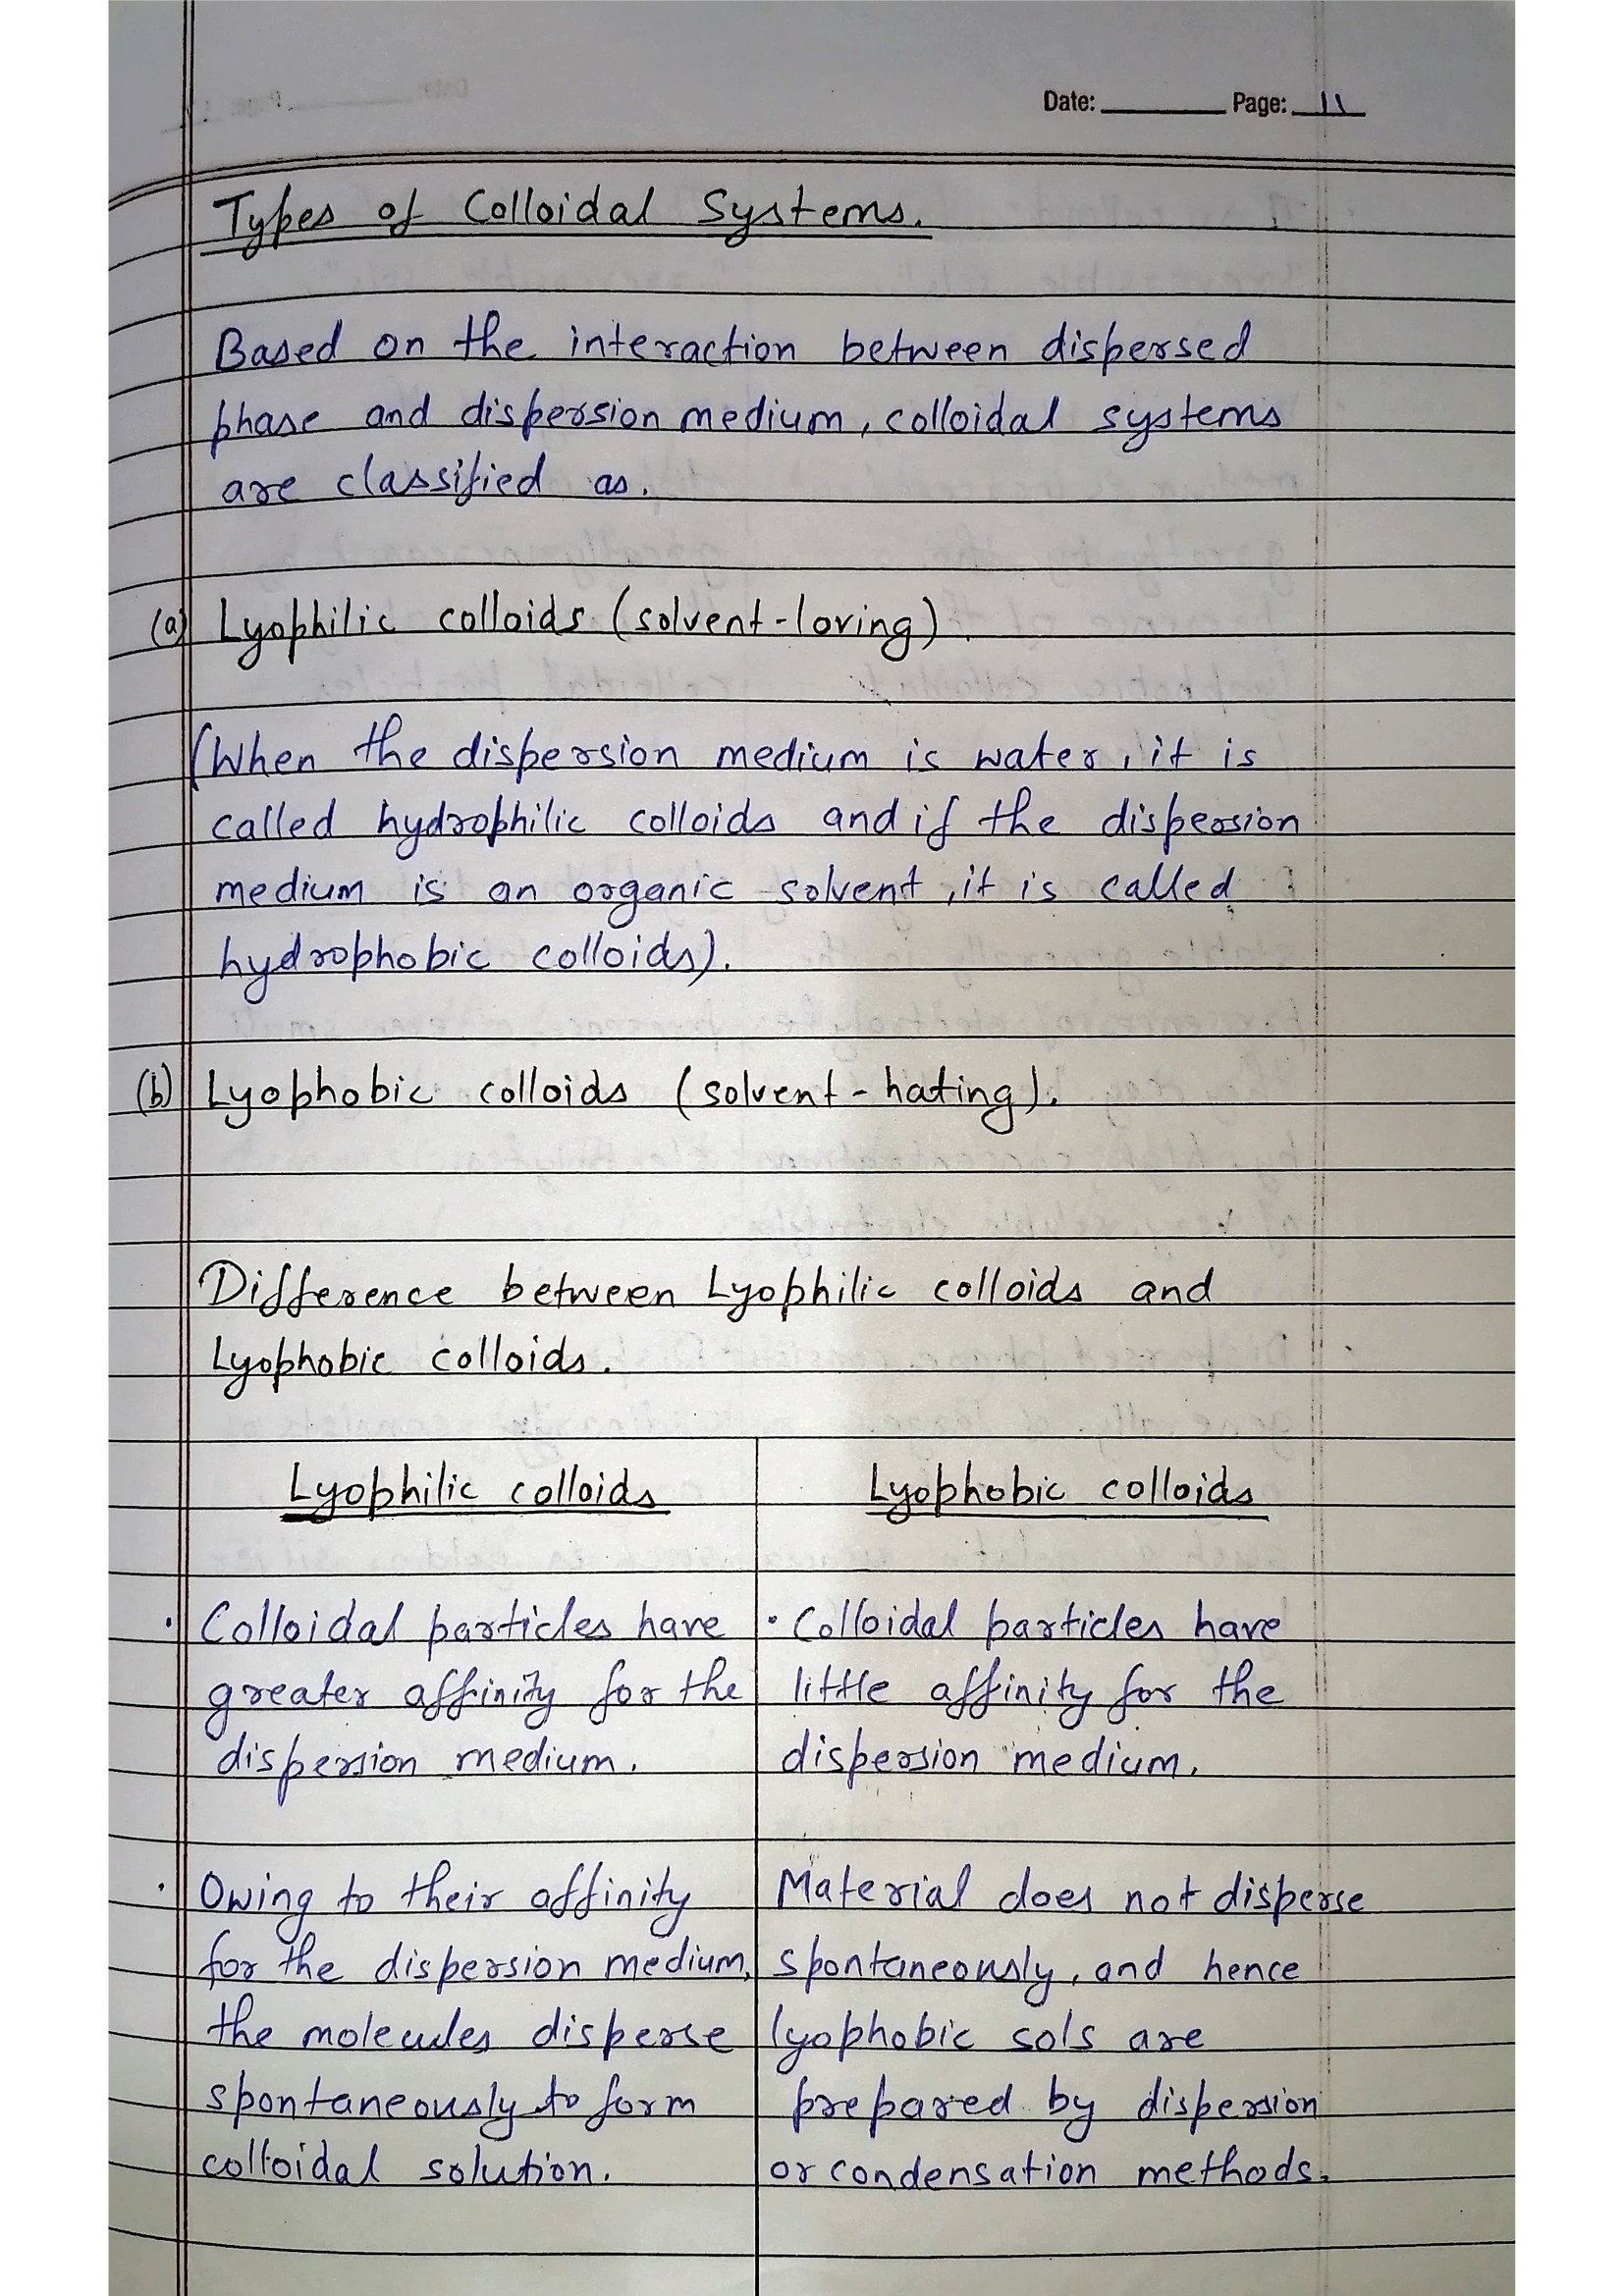 Date: Page: 11
Types of Colloidal Systems.
Based on the interaction between dispersed
phase and dispersion medium, colloidal systems
are classified as.
(a) Lyophilic colloids (solvent-loving).
(When the dispersion medium is water, it is
called hydrophilic colloids and if the dispersion
medium is an organic solvent, it is called
hydrophobic colloids).
(b) Lyophobic colloids (solvent-hating).
Difference between Lyophilic colloids and
Lyophobic colloids.
Lyophilic colloids
• Colloidal particles have
greater affinity for the
dispersion medium.
• Owing to their affinity
for the dispersion medium,
the molecules disperse
spontaneously to form
colloidal solution.
Lyophobic colloids
• Colloidal particles have
little affinity for the
dispersion medium.
Material does not disperse
spontaneously, and hence
lyophobic sols are
prepared by dispersion
or condensation methods.